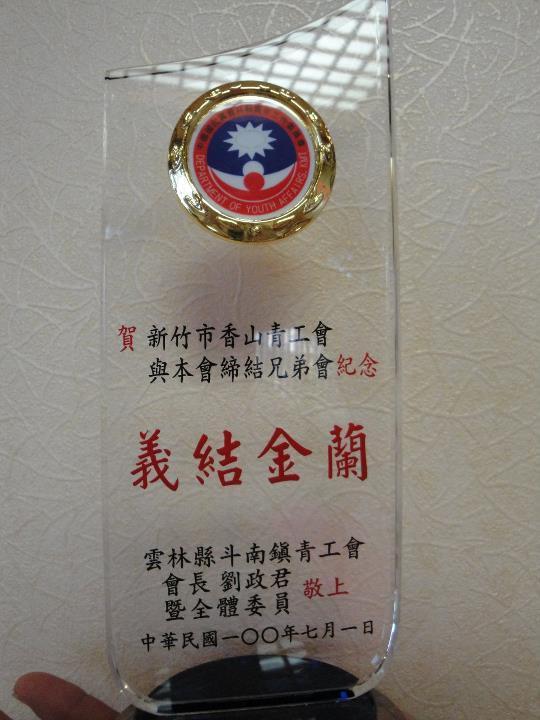 DEPARTMENT OF YOUTH AFFAIRS, KMT
賀 新竹市香山青工會
與本會締結兄弟會紀念
義結金蘭
雲林縣斗南鎮青工會
會長 劉政君
暨全體委員 敬上
中華民國一〇〇年七月一日